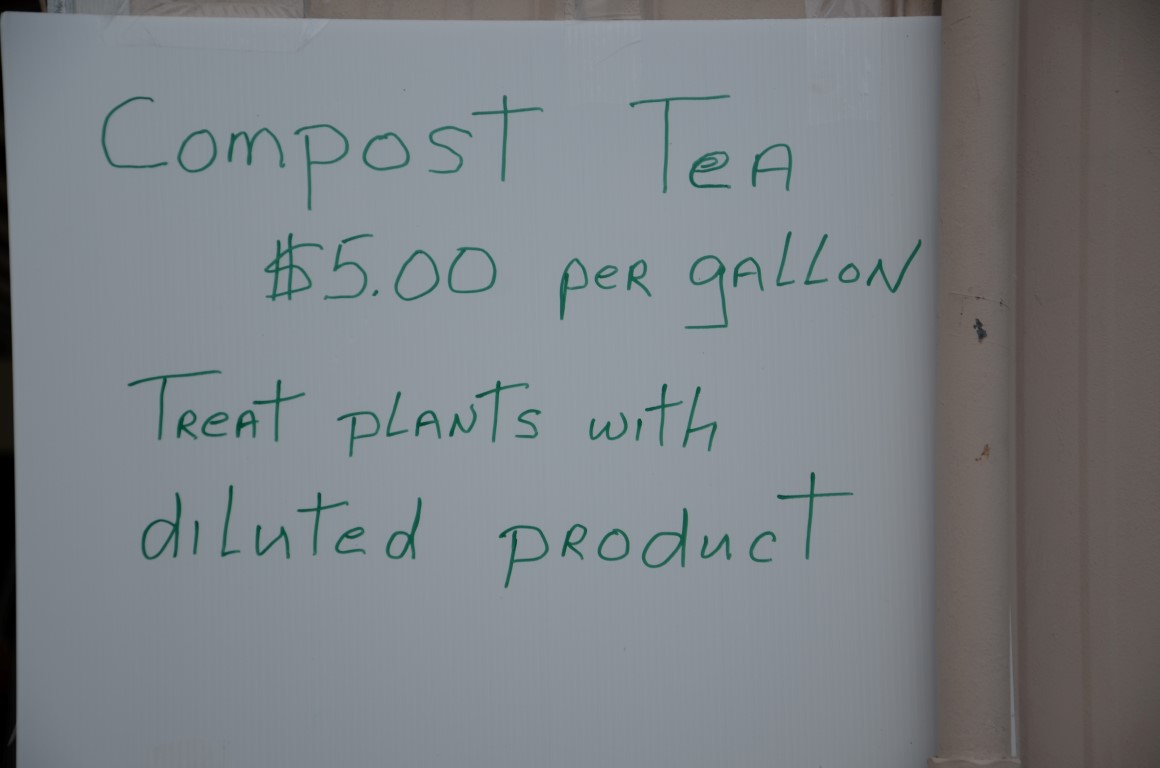 Compost Tea
$5.00 per gallon
Treat plants with
diluted product